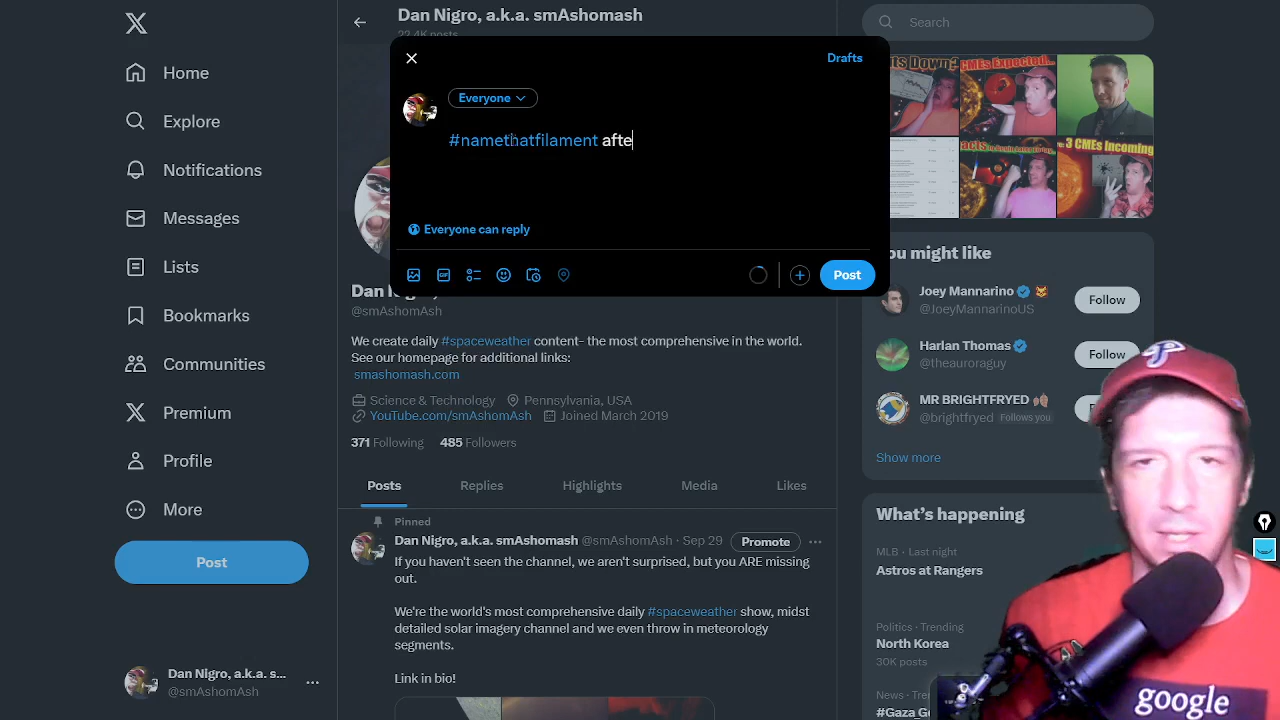 Dan Nigro, a.k.a. smAshomash
22.4K posts
Drafts
Everyone
#namethatfilament afte
Everyone can reply
GIF
Post
Home
Explore
Notifications
Messages
Lists
Bookmarks
Communities
Premium
Profile
More
Post
Dan Nigro, a.k.a. s...
@smAshomash
@smAshomAsh
We create daily #spaceweather content- the most comprehensive in the world.
See our homepage for additional links:
smashomash.com
Science & Technology
Pennsylvania, USA
YouTube.com/smAshomAsh
Joined March 2019
371 Following
485 Followers
Posts
Replies
Highlights
Media
Likes
Pinned
Dan Nigro, a.k.a. smAshomash @smAshomAsh · Sep 29
Promote
If you haven't seen the channel, we aren't surprised, but you ARE missing
out.
We're the world's most comprehensive daily #spaceweather show, midst
detailed solar imagery channel and we even throw in meteorology
segments.
Link in bio!
Search
CMEs Expected...
3 CMEs Incoming
You might like
Joey Mannarino
@JoeyMannarinoUS
Follow
Harlan Thomas
@theauroraguy
Follow
MR BRIGHTFRYED
@brightfryed
Follows you
Show more
What's happening
MLB · Last night
Astros at Rangers
Politics · Trending
North Korea
30K posts
News · Tre
#Gaza
google